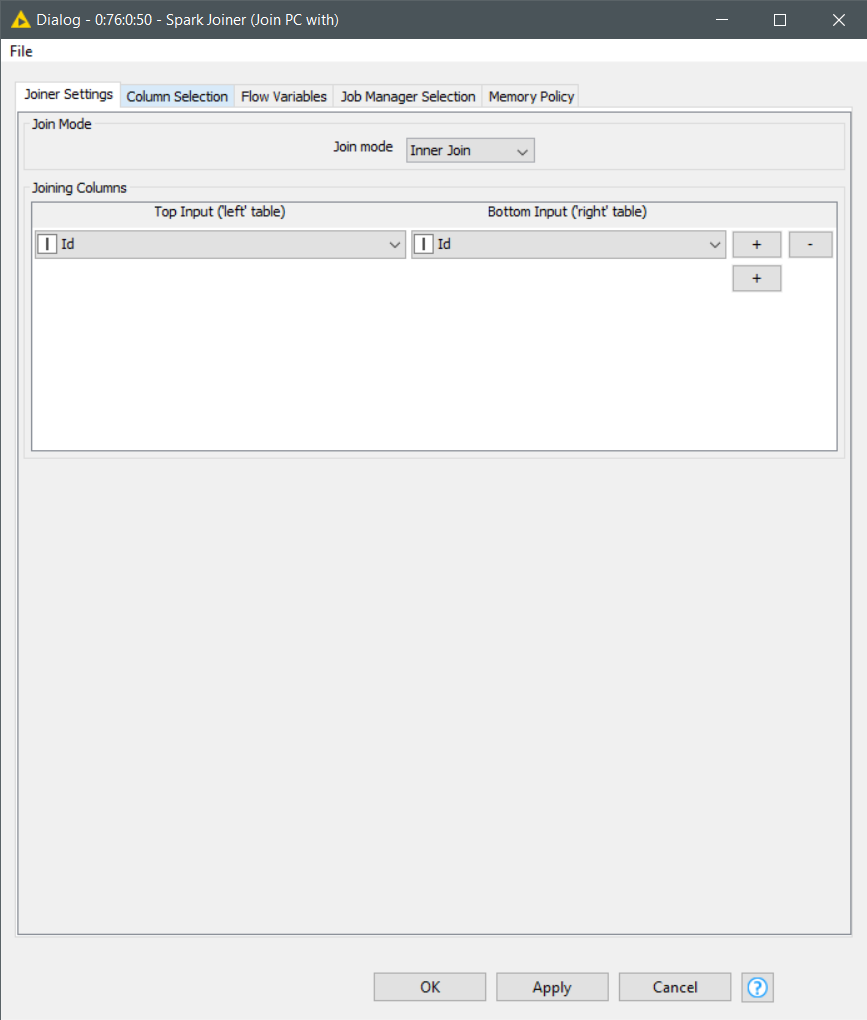 Dialog - 0:76:0:50 - Spark Joiner (Join PC with)
File
Joiner Settings Column Selection Flow Variables Job Manager Selection Memory Policy
Join Mode
Join mode Inner Join
Joining Columns
Top Input ('left' table) Bottom Input ('right' table)
I Id I Id + -
+
OK Apply Cancel ?